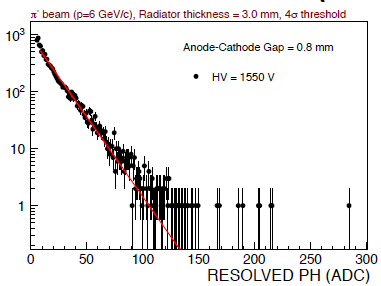 π⁻ beam (p=6 GeV/c), Radiator thickness = 3.0 mm, 4σ threshold
10³
Anode-Cathode Gap = 0.8 mm
HV = 1550 V
10²
10
1
0 50 100 150 200 250 300
RESOLVED PH (ADC)